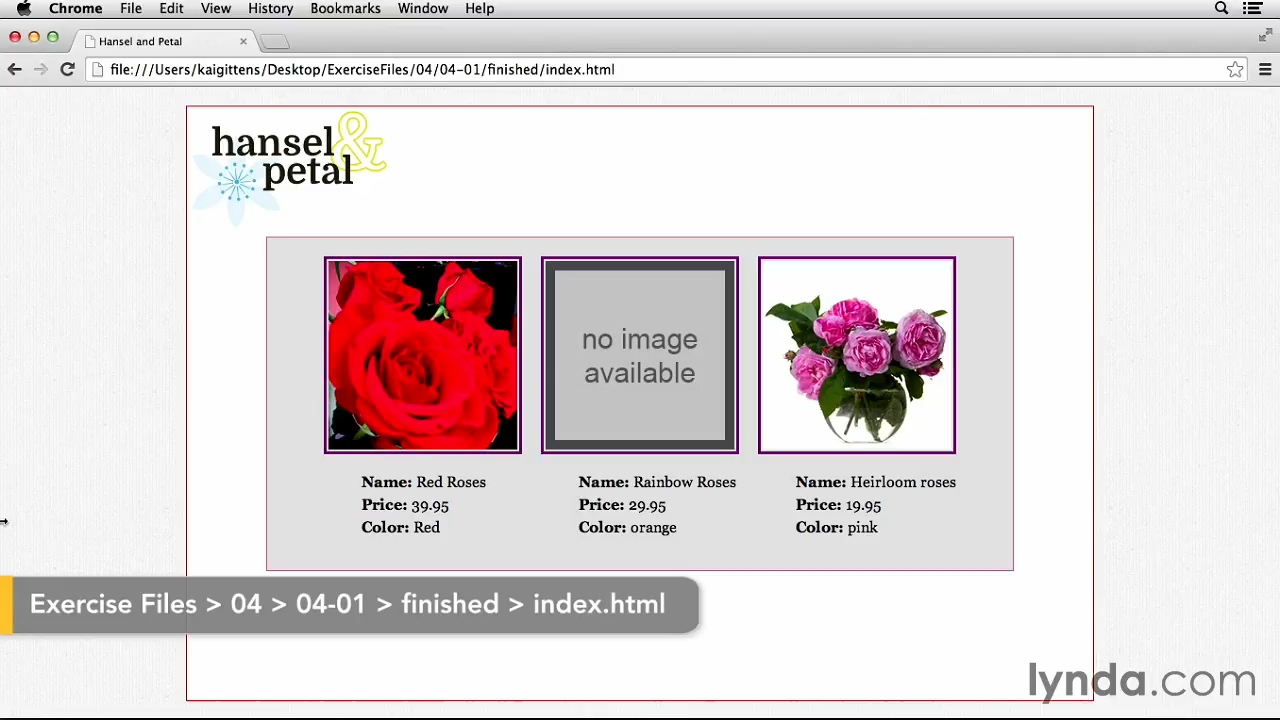 Chrome File Edit View History Bookmarks Window Help
Hansel and Petal
file:///Users/kaigittens/Desktop/ExerciseFiles/04/04-01/finished/index.html
hansel &
petal
no image
available
Name: Red Roses
Price: 39.95
Color: Red
Name: Rainbow Roses
Price: 29.95
Color: orange
Name: Heirloom roses
Price: 19.95
Color: pink
Exercise Files > 04 > 04-01 > finished > index.html
lynda.com